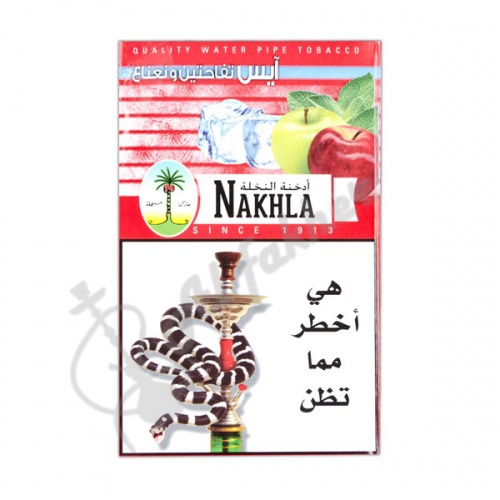 QUALITY WATER PIPE TOBACCO
آيس تفاحتين ونعناع
أدخنة النخلة
NAKHLA
SINCE 1913
هي
أخطر
مما
تظن